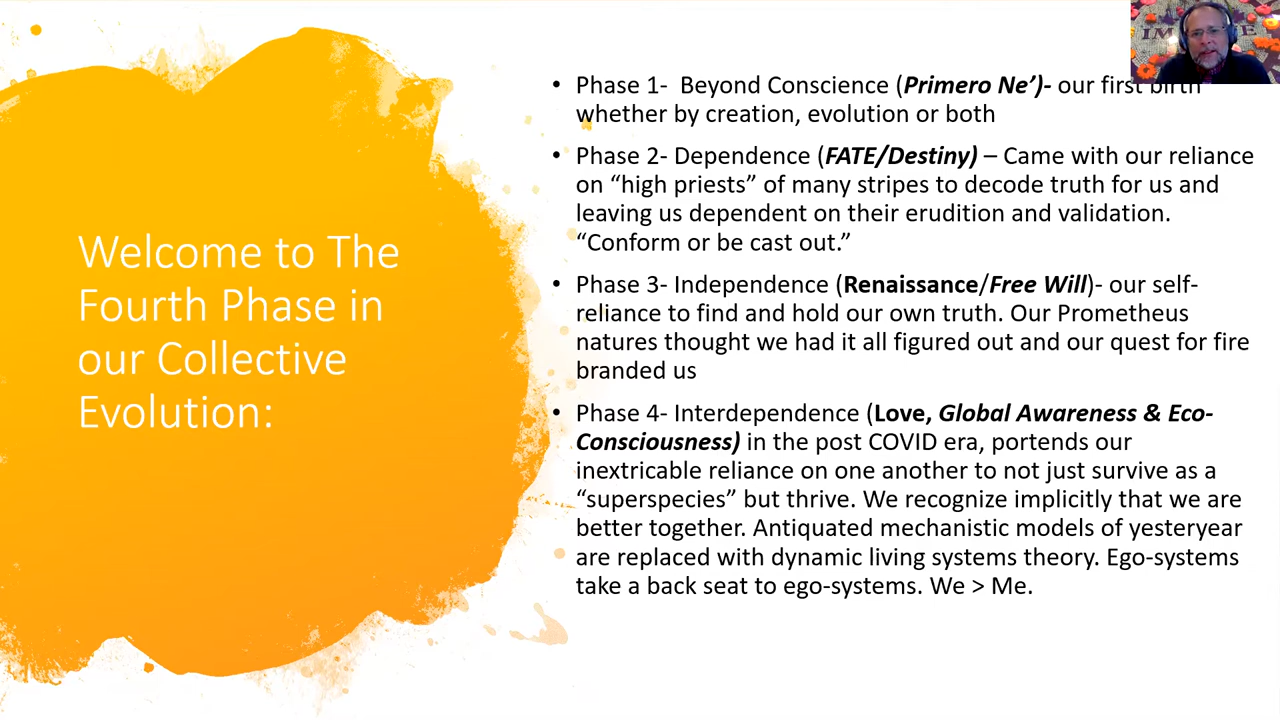 Welcome to The
Fourth Phase in
our Collective
Evolution:
• Phase 1- Beyond Conscience (Primero Ne’)- our first birth
whether by creation, evolution or both
• Phase 2- Dependence (FATE/Destiny) – Came with our reliance
on “high priests” of many stripes to decode truth for us and
leaving us dependent on their erudition and validation.
“Conform or be cast out.”
• Phase 3- Independence (Renaissance/Free Will)- our self-
reliance to find and hold our own truth. Our Prometheus
natures thought we had it all figured out and our quest for fire
branded us
• Phase 4- Interdependence (Love, Global Awareness & Eco-
Consciousness) in the post COVID era, portends our
inextricable reliance on one another to not just survive as a
“superspecies” but thrive. We recognize implicitly that we are
better together. Antiquated mechanistic models of yesteryear
are replaced with dynamic living systems theory. Ego-systems
take a back seat to ego-systems. We > Me.